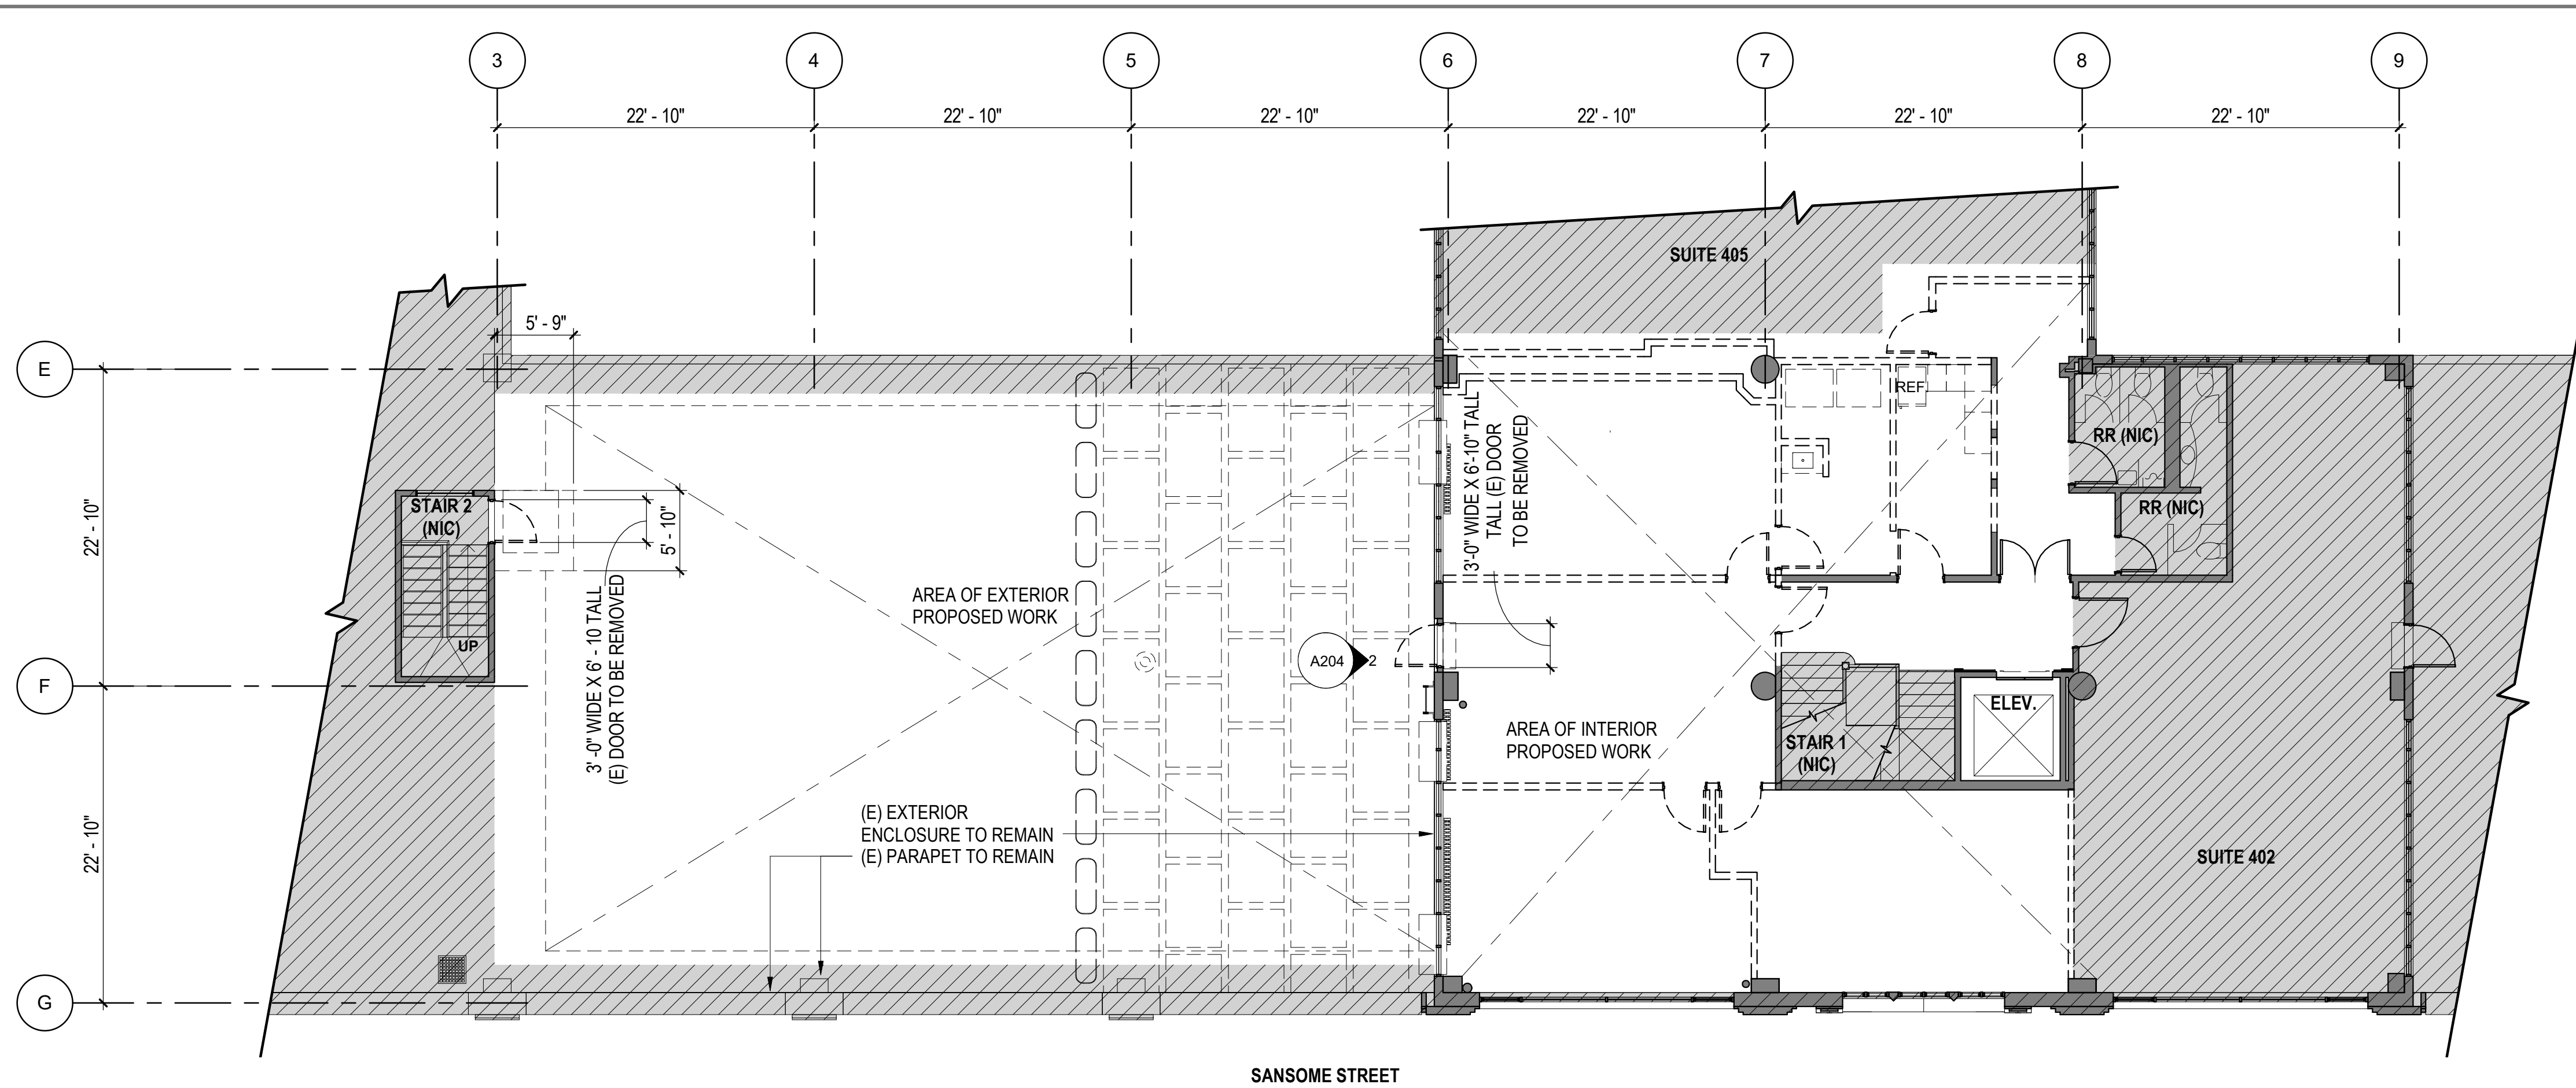 3
4
5
6
7
8
9
22' - 10"
22' - 10"
22' - 10"
22' - 10"
22' - 10"
22' - 10"
SUITE 405
5' - 9"
E
REF.
3'-0" WIDE X 6'-10" TALL
TALL (E) DOOR
TO BE REMOVED
RR (NIC)
STAIR 2
(NIC)
RR (NIC)
22' - 10"
5' - 10"
3' -0" WIDE X 6' - 10 TALL
(E) DOOR TO BE REMOVED
AREA OF EXTERIOR
PROPOSED WORK
UP
A204
2
F
ELEV.
AREA OF INTERIOR
PROPOSED WORK
STAIR 1
(NIC)
22' - 10"
(E) EXTERIOR
ENCLOSURE TO REMAIN
(E) PARAPET TO REMAIN
SUITE 402
G
SANSOME STREET